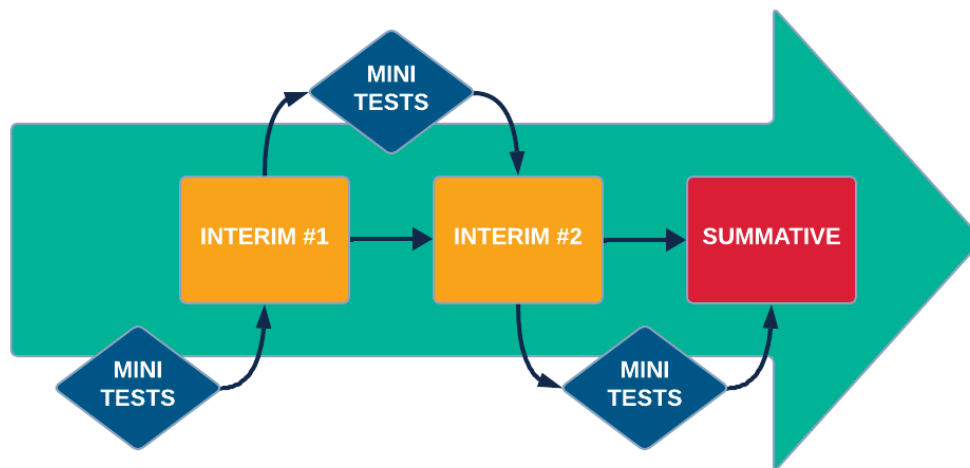 MINI
TESTS
INTERIM #1
INTERIM #2
SUMMATIVE
MINI
TESTS
MINI
TESTS